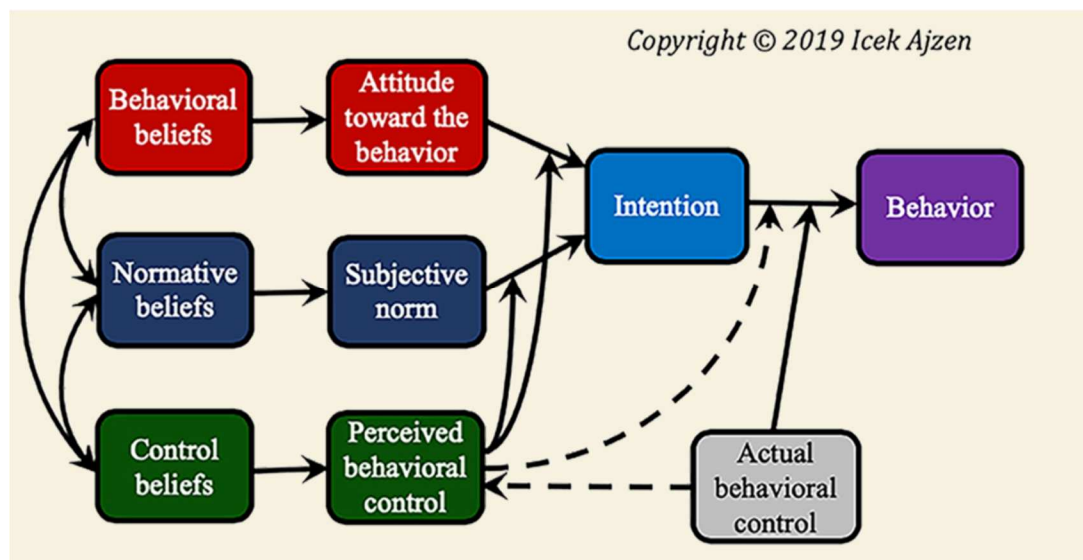 Copyright © 2019 Icek Ajzen
Behavioral
beliefs
Attitude
toward the
behavior
Intention
Behavior
Normative
beliefs
Subjective
norm
Control
beliefs
Perceived
behavioral
control
Actual
behavioral
control